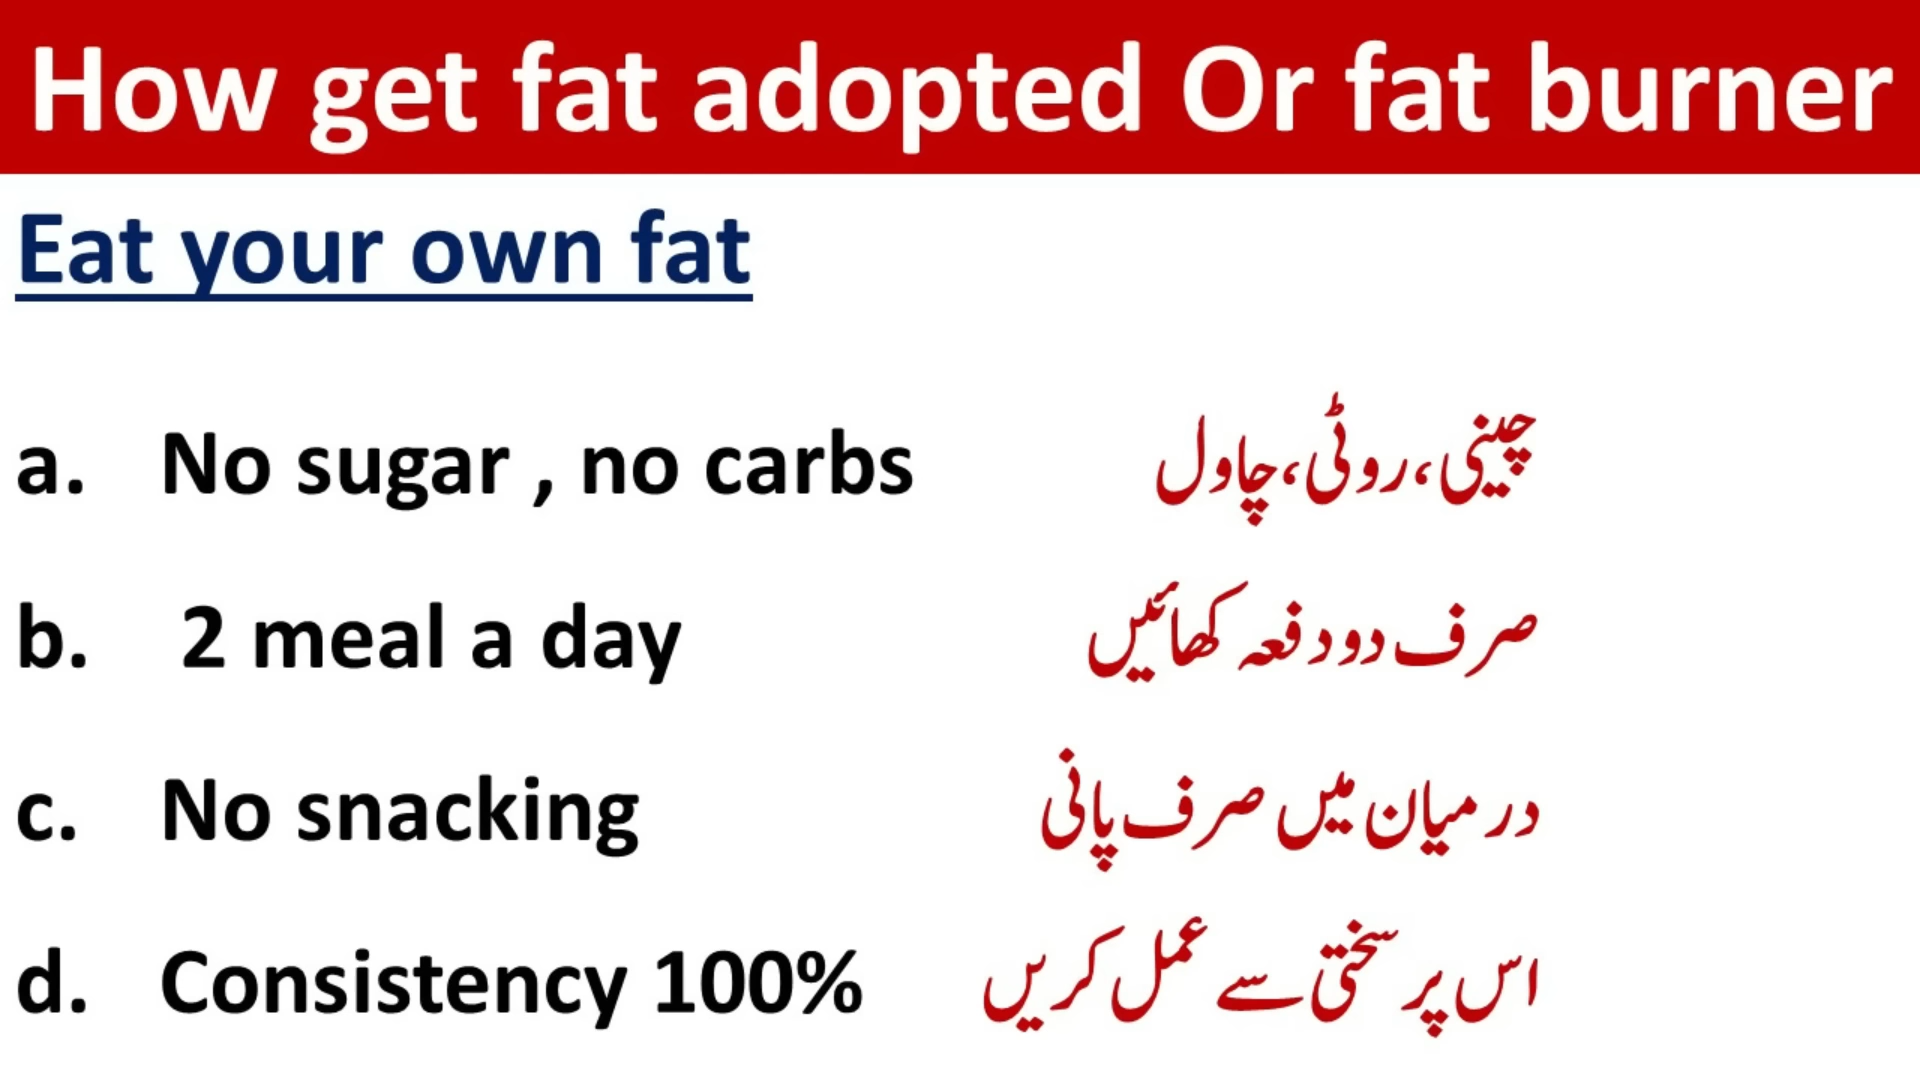 How get fat adopted Or fat burner
Eat your own fat
a. No sugar , no carbs چینی، روٹی، چاول
b. 2 meal a day صرف دو دفعہ کھائیں
c. No snacking در میان میں صرف پانی
d. Consistency 100% اس پر سختی سے عمل کریں